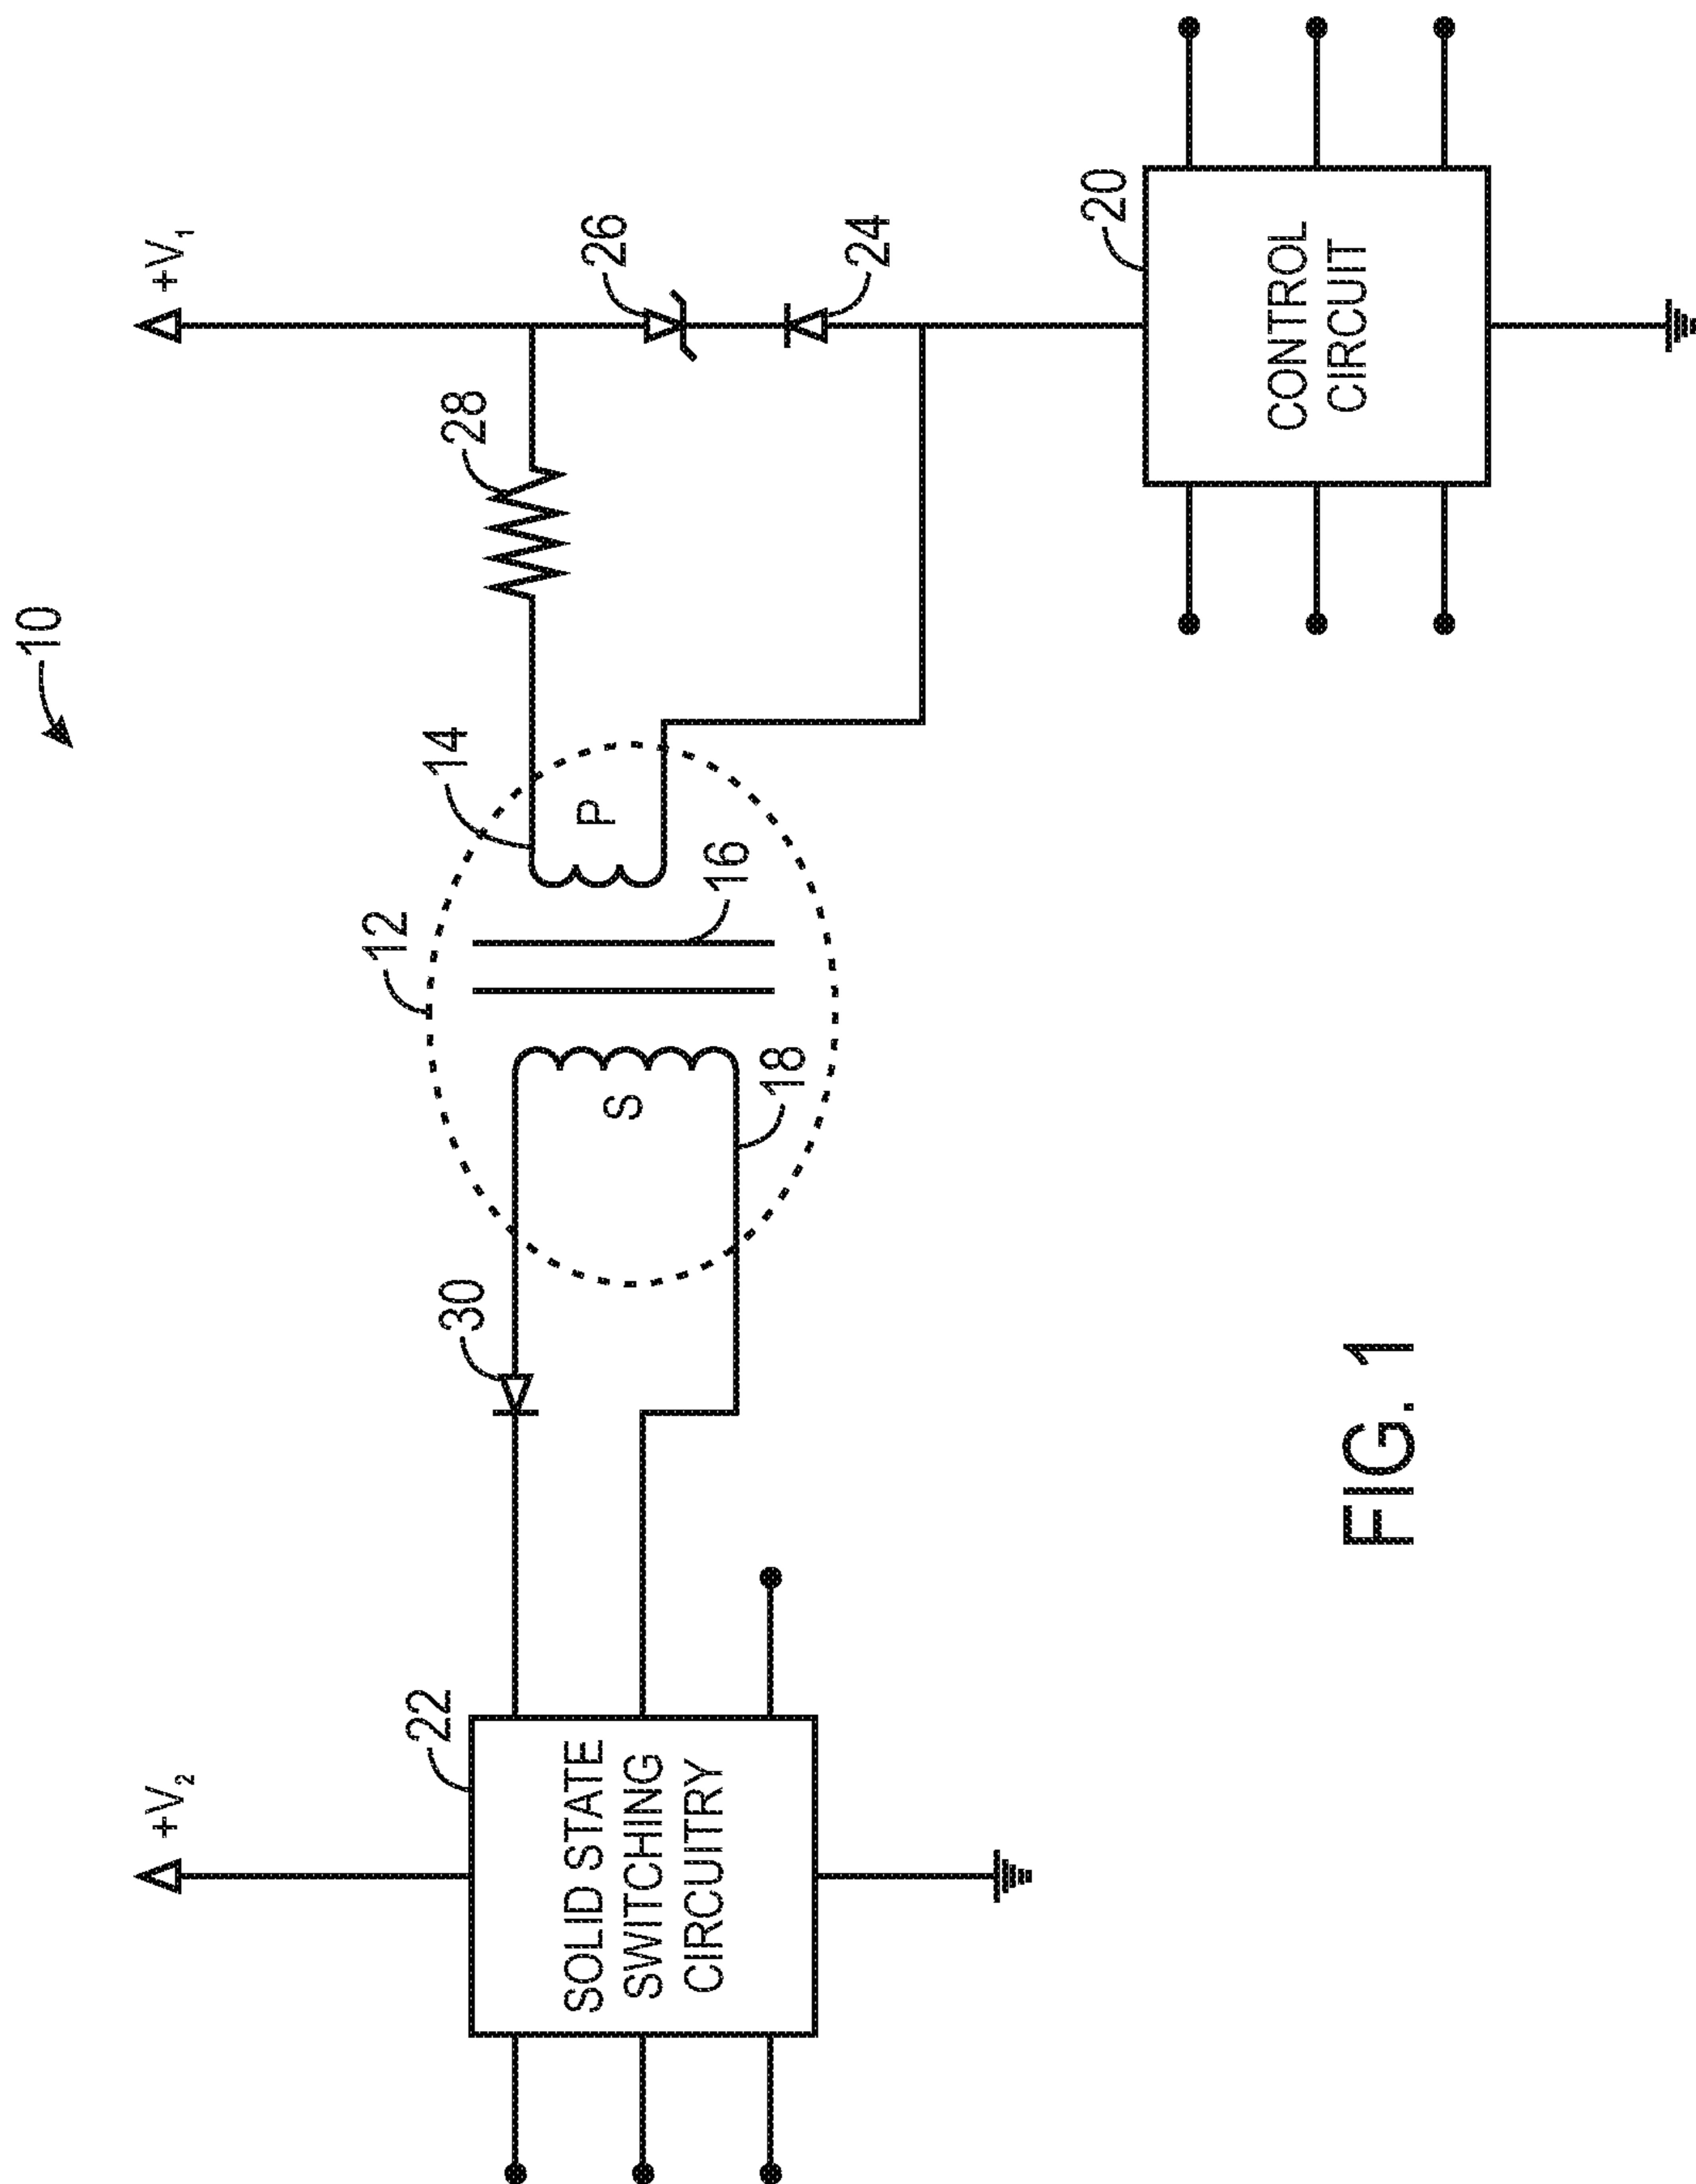 10
+V₂
+V₁
22
SOLID STATE
SWITCHING
CIRCUITRY
30
12
S
18
14
P
16
28
26
24
20
CONTROL
CIRCUIT
FIG. 1